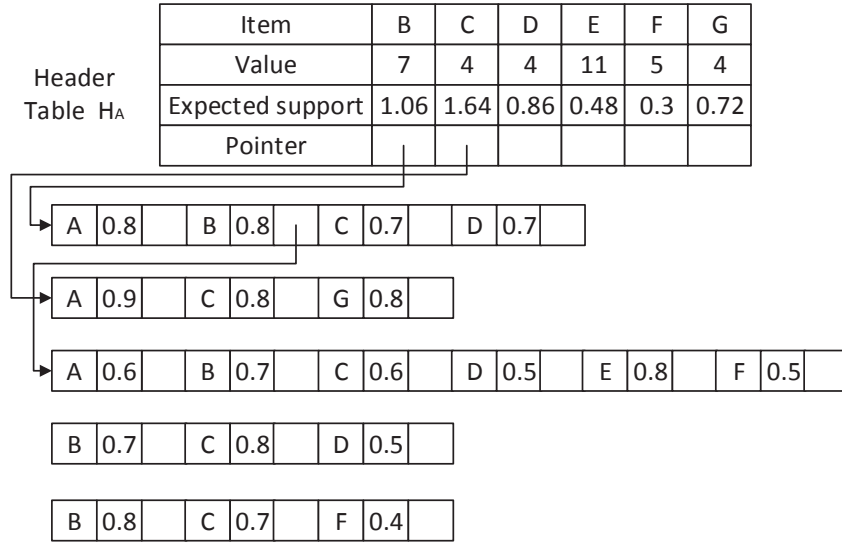 Item B C D E F G
Header Table HA
Value 7 4 4 11 5 4
Expected support 1.06 1.64 0.86 0.48 0.3 0.72
Pointer
A 0.8 B 0.8 C 0.7 D 0.7
A 0.9 C 0.8 G 0.8
A 0.6 B 0.7 C 0.6 D 0.5 E 0.8 F 0.5
B 0.7 C 0.8 D 0.5
B 0.8 C 0.7 F 0.4